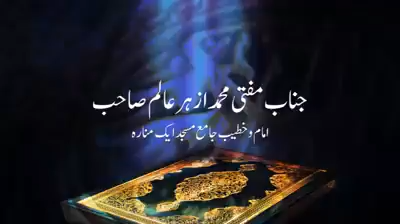 جناب مفتی محمد ازہر عالم صاحب
امام و خطیب جامع مسجد ایک منارہ